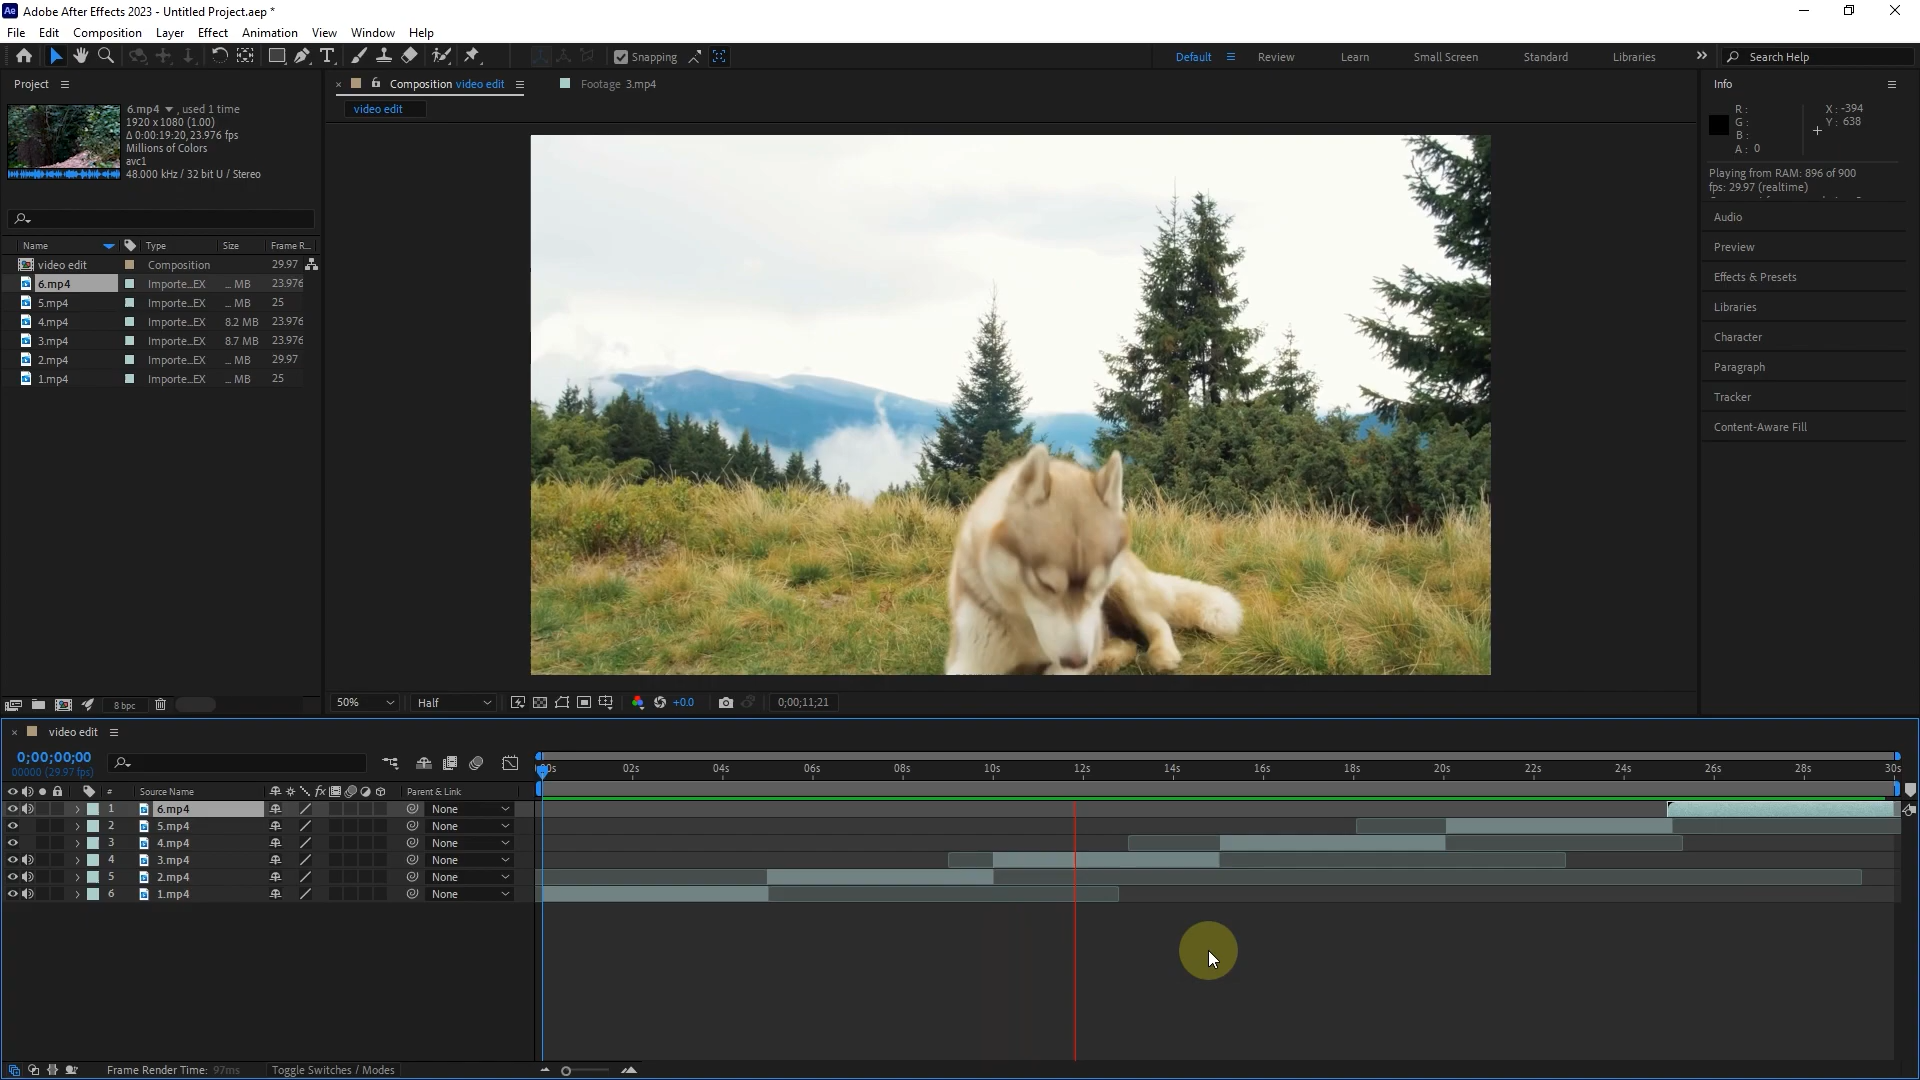 Ae Adobe After Effects 2023 - Untitled Project.aep *
File Edit Composition Layer Effect Animation View Window Help
Snapping
Default Review Learn Small Screen Standard Libraries Search Help
Project
6.mp4 , used 1 time
1920 x 1080 (1.00)
Δ 0:00:19:20, 23.976 fps
Millions of Colors
avc1
48.000 kHz / 32 bit U / Stereo
Name Type Size Frame R...
video edit Composition 29.97
6.mp4 Importe...EX ... MB 23.976
5.mp4 Importe...EX ... MB 25
4.mp4 Importe...EX 8.2 MB 23.976
3.mp4 Importe...EX 8.7 MB 23.976
2.mp4 Importe...EX ... MB 29.97
1.mp4 Importe...EX ... MB 25
8 bpc
Composition video edit
Footage 3.mp4
video edit
50% Half +0.0 0;00;11;21
Info
R :
G :
B :
A : 0
X : -394
Y : 638
Playing from RAM: 896 of 900
fps: 29.97 (realtime)
Audio
Preview
Effects & Presets
Libraries
Character
Paragraph
Tracker
Content-Aware Fill
video edit
0;00;00;00
00000 (29.97 fps)
02s 04s 06s 08s 10s 12s 14s 16s 18s 20s 22s 24s 26s 28s 30s
# Source Name Parent & Link
1 6.mp4 None
2 5.mp4 None
3 4.mp4 None
4 3.mp4 None
5 2.mp4 None
6 1.mp4 None
Frame Render Time: 97ms Toggle Switches / Modes